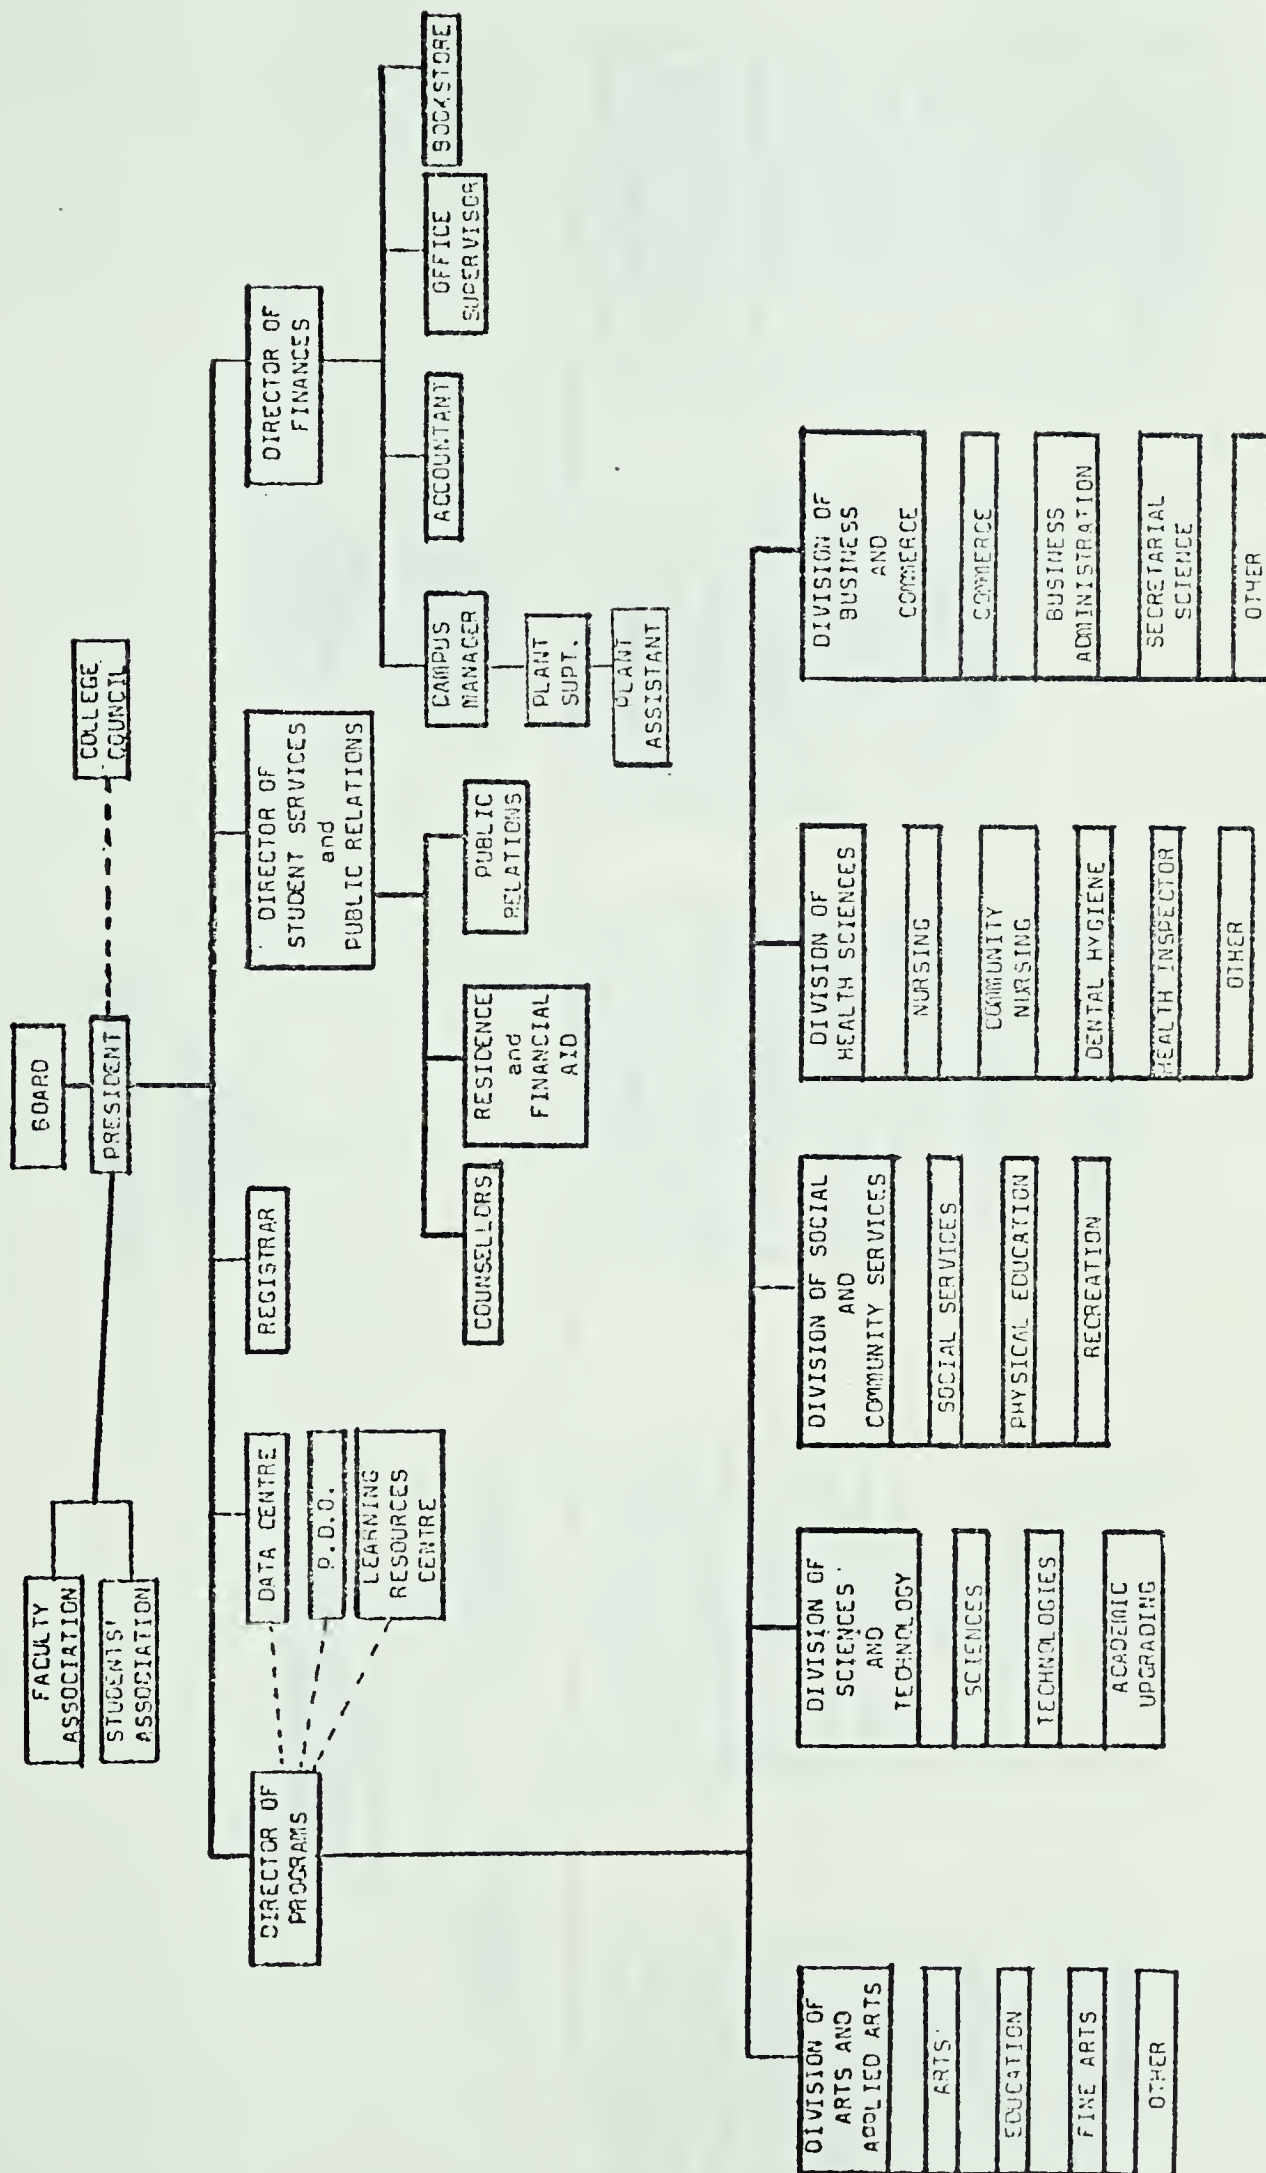 BOARD
PRESIDENT
COLLEGE
COUNCIL
FACULTY
ASSOCIATION
STUDENTS'
ASSOCIATION
DIRECTOR OF
PROGRAMS
DATA CENTRE
P.D.O.
LEARNING
RESOURCES
CENTRE
REGISTRAR
DIRECTOR OF
STUDENT SERVICES
and
PUBLIC RELATIONS
DIRECTOR OF
FINANCES
COUNSELLORS
RESIDENCE
and
FINANCIAL
AID
PUBLIC
RELATIONS
CAMPUS
MANAGER
PLANT
SUPT.
PLANT
ASSISTANT
ACCOUNTANT
OFFICE
SUPERVISOR
BOOKSTORE
DIVISION OF
ARTS AND
APPLIED ARTS
ARTS
EDUCATION
FINE ARTS
OTHER
DIVISION OF
SCIENCES
AND
TECHNOLOGY
SCIENCES
TECHNOLOGIES
ACADEMIC
UPGRADING
DIVISION OF SOCIAL
AND
COMMUNITY SERVICES
SOCIAL SERVICES
PHYSICAL EDUCATION
RECREATION
DIVISION OF
HEALTH SCIENCES
NURSING
COMMUNITY
NURSING
DENTAL HYGIENE
HEALTH INSPECTOR
OTHER
DIVISION OF
BUSINESS
AND
COMMERCE
COMMERCE
BUSINESS
ADMINISTRATION
SECRETARIAL
SCIENCE
OTHER